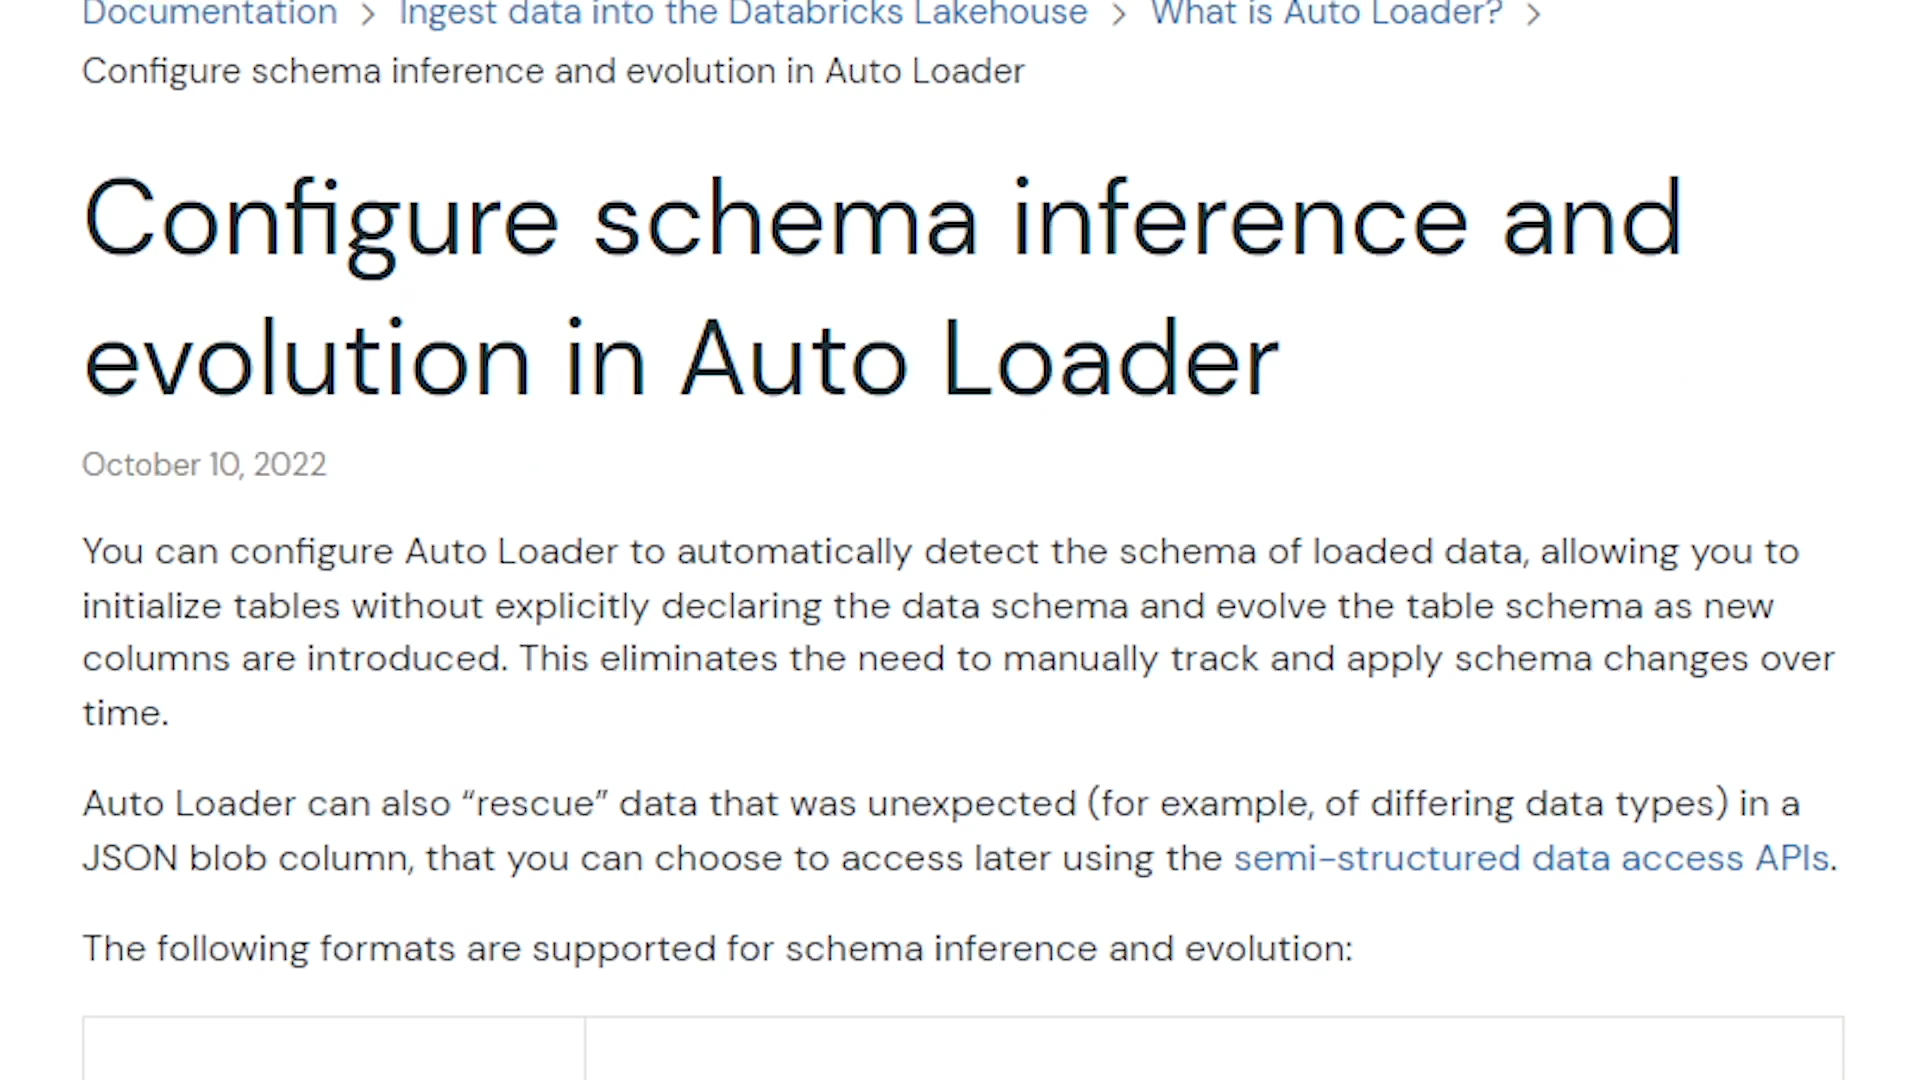 Documentation > Ingest data into the Databricks Lakehouse > What is Auto Loader? >
Configure schema inference and evolution in Auto Loader
Configure schema inference and
evolution in Auto Loader
October 10, 2022
You can configure Auto Loader to automatically detect the schema of loaded data, allowing you to
initialize tables without explicitly declaring the data schema and evolve the table schema as new
columns are introduced. This eliminates the need to manually track and apply schema changes over
time.
Auto Loader can also “rescue” data that was unexpected (for example, of differing data types) in a
JSON blob column, that you can choose to access later using the semi-structured data access APIs.
The following formats are supported for schema inference and evolution: